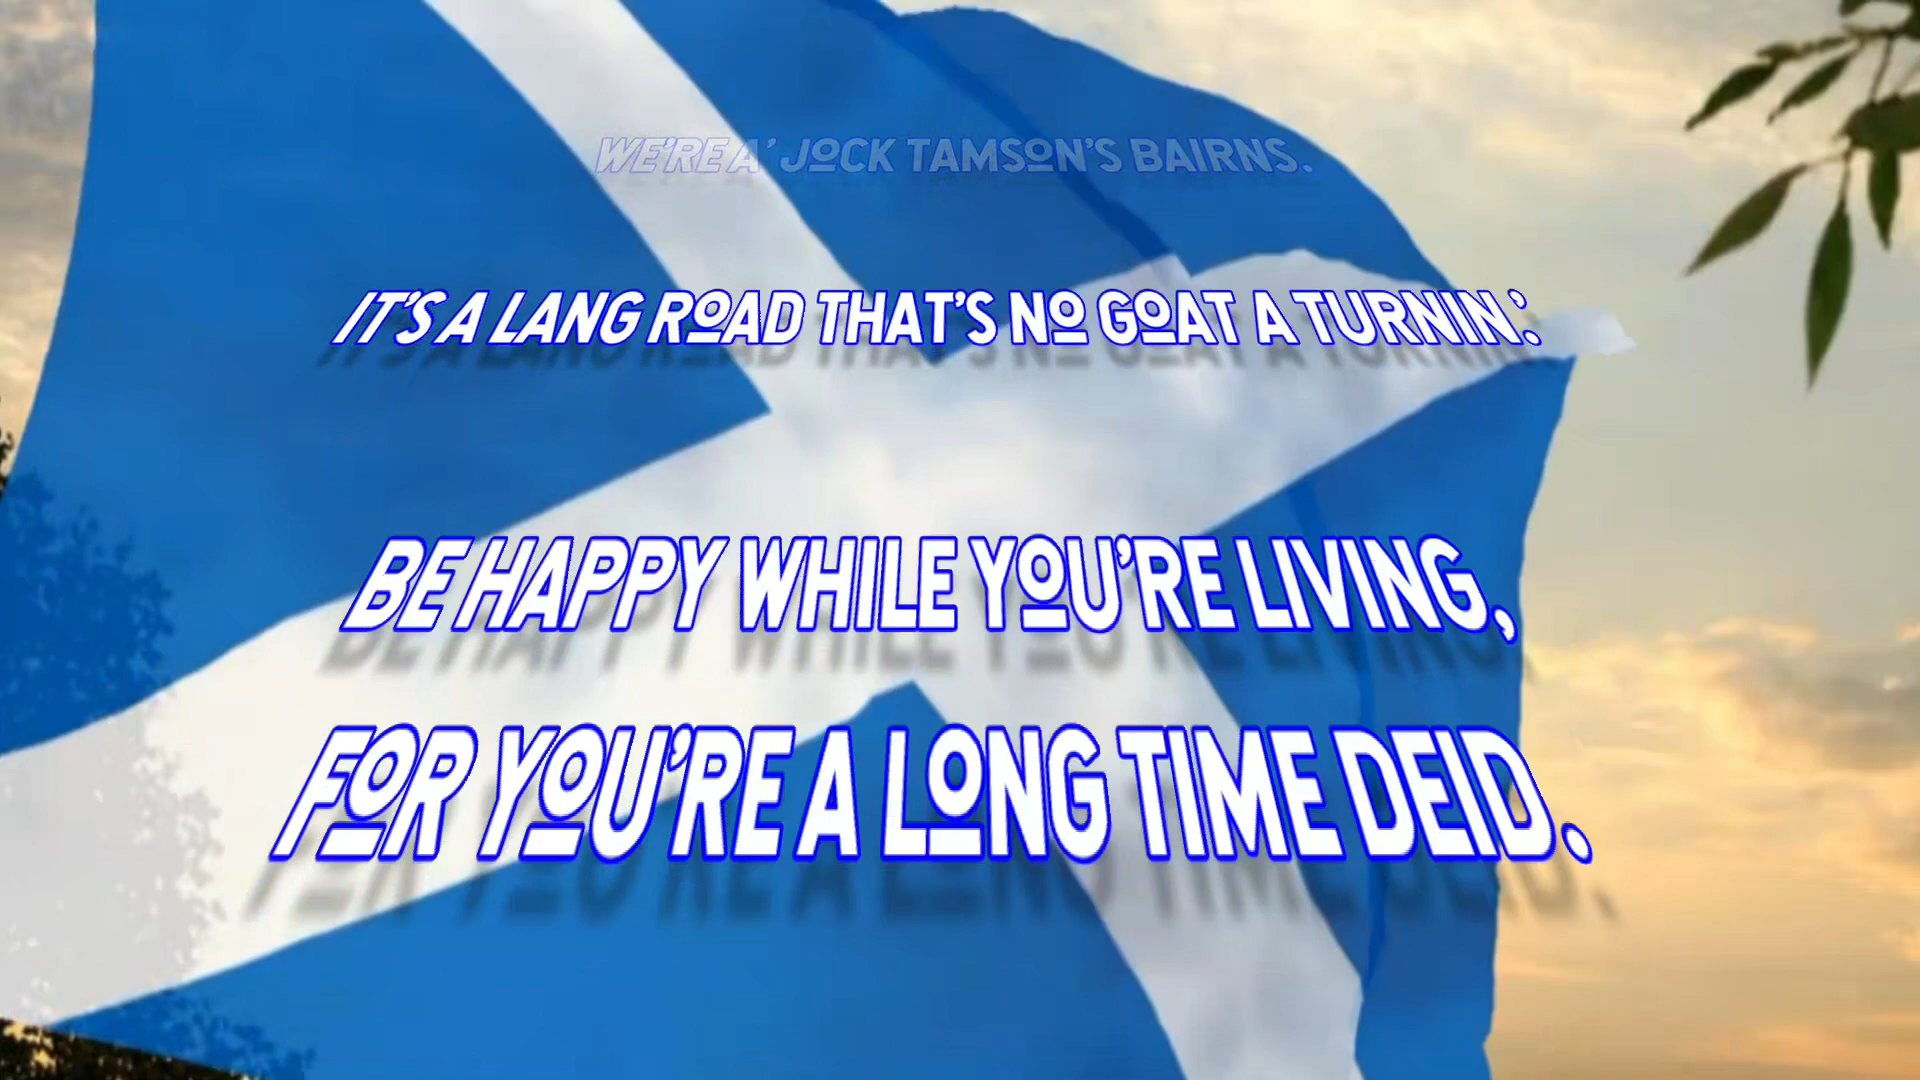 WE'RE A' JOCK TAMSON'S BAIRNS.
IT'S A LANG ROAD THAT'S NO GOAT A TURNIN'.
BE HAPPY WHILE YOU'RE LIVING,
FOR YOU'RE A LONG TIME DEID.